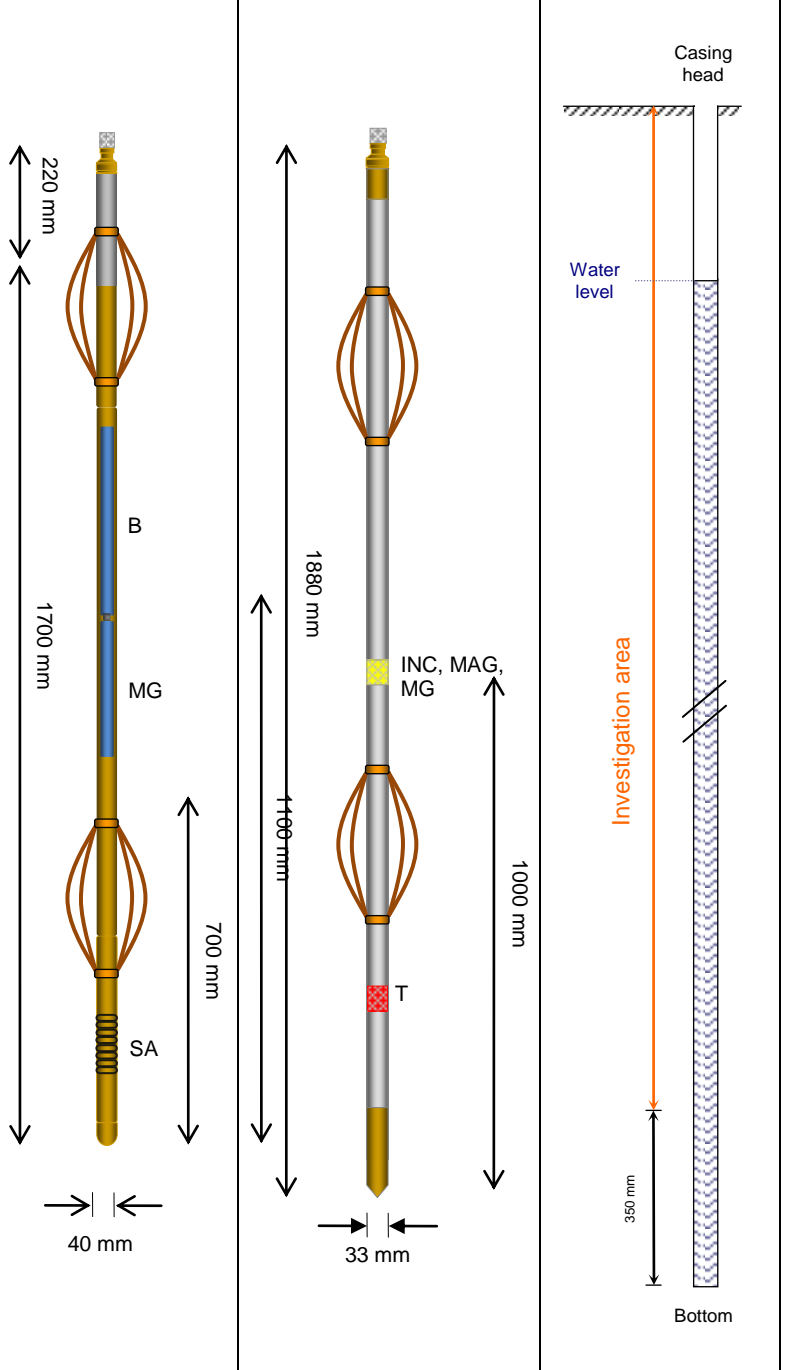 220 mm
1700 mm
B
MG
700 mm
SA
40 mm
1880 mm
1100 mm
INC, MAG,
MG
1000 mm
T
33 mm
Casing
head
Water
level
Investigation area
350 mm
Bottom